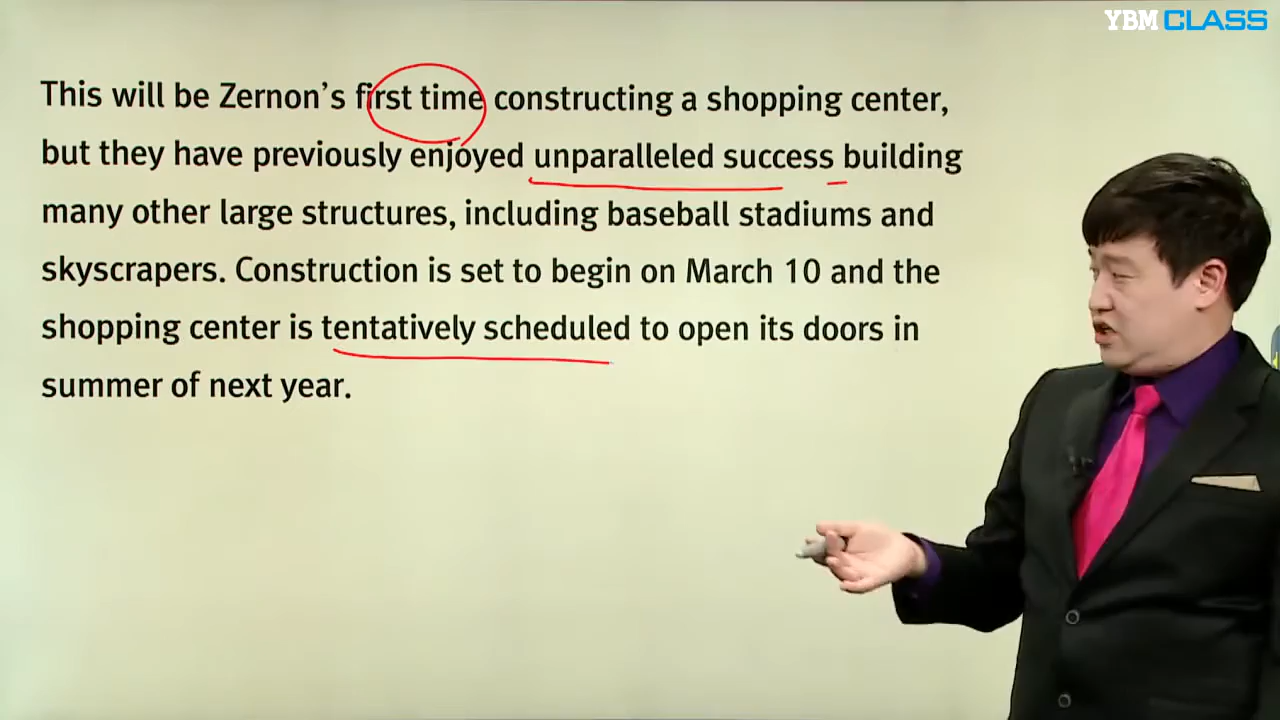 YBM CLASS
This will be Zernon's first time constructing a shopping center,
but they have previously enjoyed unparalleled success building
many other large structures, including baseball stadiums and
skyscrapers. Construction is set to begin on March 10 and the
shopping center is tentatively scheduled to open its doors in
summer of next year.